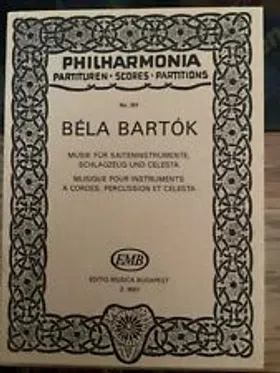 PHILHARMONIA
PARTITUREN • SCORES • PARTITIONS
BÉLA BARTÓK
MUSIK FÜR SAITENINSTRUMENTE,
SCHLAGZEUG UND CELESTA
MUSIQUE POUR INSTRUMENTS
A CORDES, PERCUSSION ET CELESTA
EMB
EDITIO MUSICA BUDAPEST